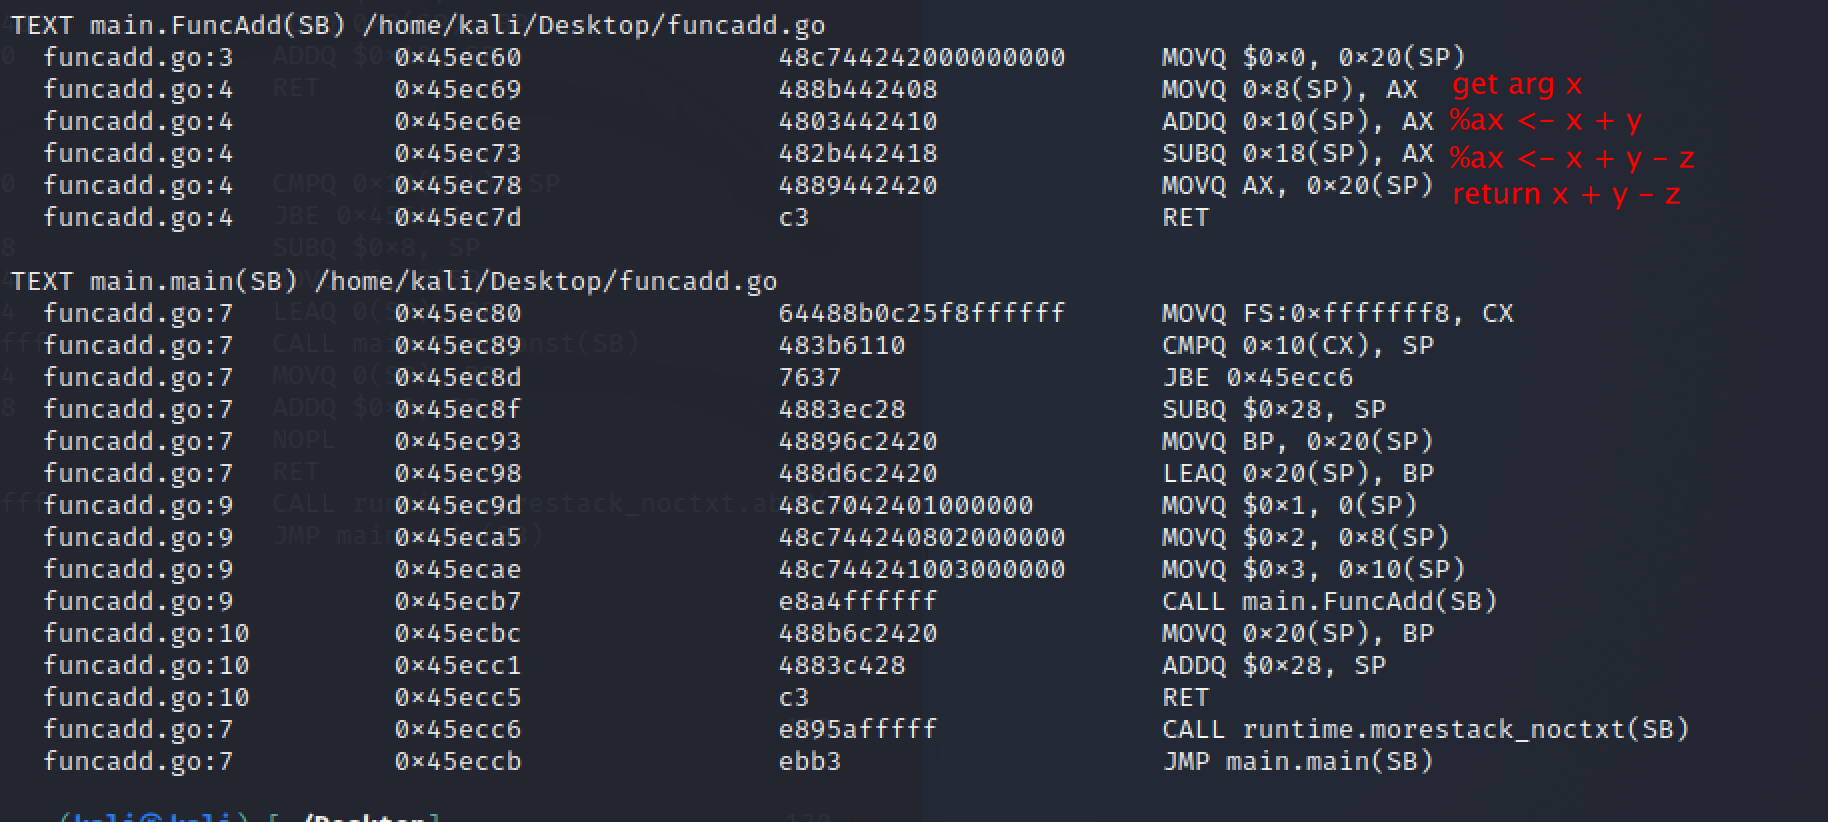 TEXT main.FuncAdd(SB) /home/kali/Desktop/funcadd.go
funcadd.go:3 0×45ec60 48c744242000000000 MOVQ $0×0, 0×20(SP)
funcadd.go:4 0×45ec69 488b442408 MOVQ 0×8(SP), AX get arg x
funcadd.go:4 0×45ec6e 4803442410 ADDQ 0×10(SP), AX %ax <- x + y
funcadd.go:4 0×45ec73 482b442418 SUBQ 0×18(SP), AX %ax <- x + y - z
funcadd.go:4 0×45ec78 4889442420 MOVQ AX, 0×20(SP) return x + y - z
funcadd.go:4 0×45ec7d c3 RET
TEXT main.main(SB) /home/kali/Desktop/funcadd.go
funcadd.go:7 0×45ec80 64488b0c25f8ffffff MOVQ FS:0×fffffff8, CX
funcadd.go:7 0×45ec89 483b6110 CMPQ 0×10(CX), SP
funcadd.go:7 0×45ec8d 7637 JBE 0×45ecc6
funcadd.go:7 0×45ec8f 4883ec28 SUBQ $0×28, SP
funcadd.go:7 0×45ec93 48896c2420 MOVQ BP, 0×20(SP)
funcadd.go:7 0×45ec98 488d6c2420 LEAQ 0×20(SP), BP
funcadd.go:9 0×45ec9d 48c7042401000000 MOVQ $0×1, 0(SP)
funcadd.go:9 0×45eca5 48c744240802000000 MOVQ $0×2, 0×8(SP)
funcadd.go:9 0×45ecae 48c744241003000000 MOVQ $0×3, 0×10(SP)
funcadd.go:9 0×45ecb7 e8a4ffffff CALL main.FuncAdd(SB)
funcadd.go:10 0×45ecbc 488b6c2420 MOVQ 0×20(SP), BP
funcadd.go:10 0×45ecc1 4883c428 ADDQ $0×28, SP
funcadd.go:10 0×45ecc5 c3 RET
funcadd.go:7 0×45ecc6 e895afffff CALL runtime.morestack_noctxt(SB)
funcadd.go:7 0×45eccb ebb3 JMP main.main(SB)